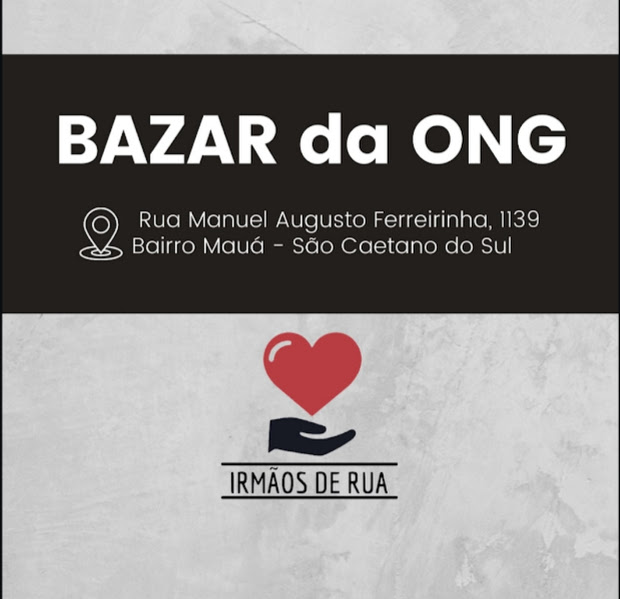 BAZAR da ONG
Rua Manuel Augusto Ferreirinha, 1139
Bairro Mauá - São Caetano do Sul
IRMÃOS DE RUA